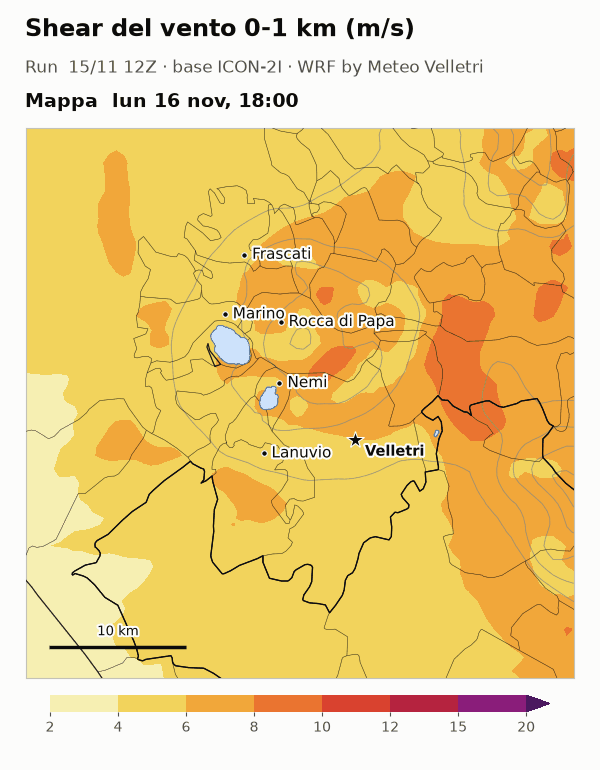 Shear del vento 0-1 km (m/s)
Run  15/11 12Z · base ICON-2I · WRF by Meteo Velletri
Mappa  lun 16 nov, 18:00
Frascati
Marino
Rocca di Papa
Nemi
Velletri
Lanuvio
10 km
2 4 6 8 10 12 15 20